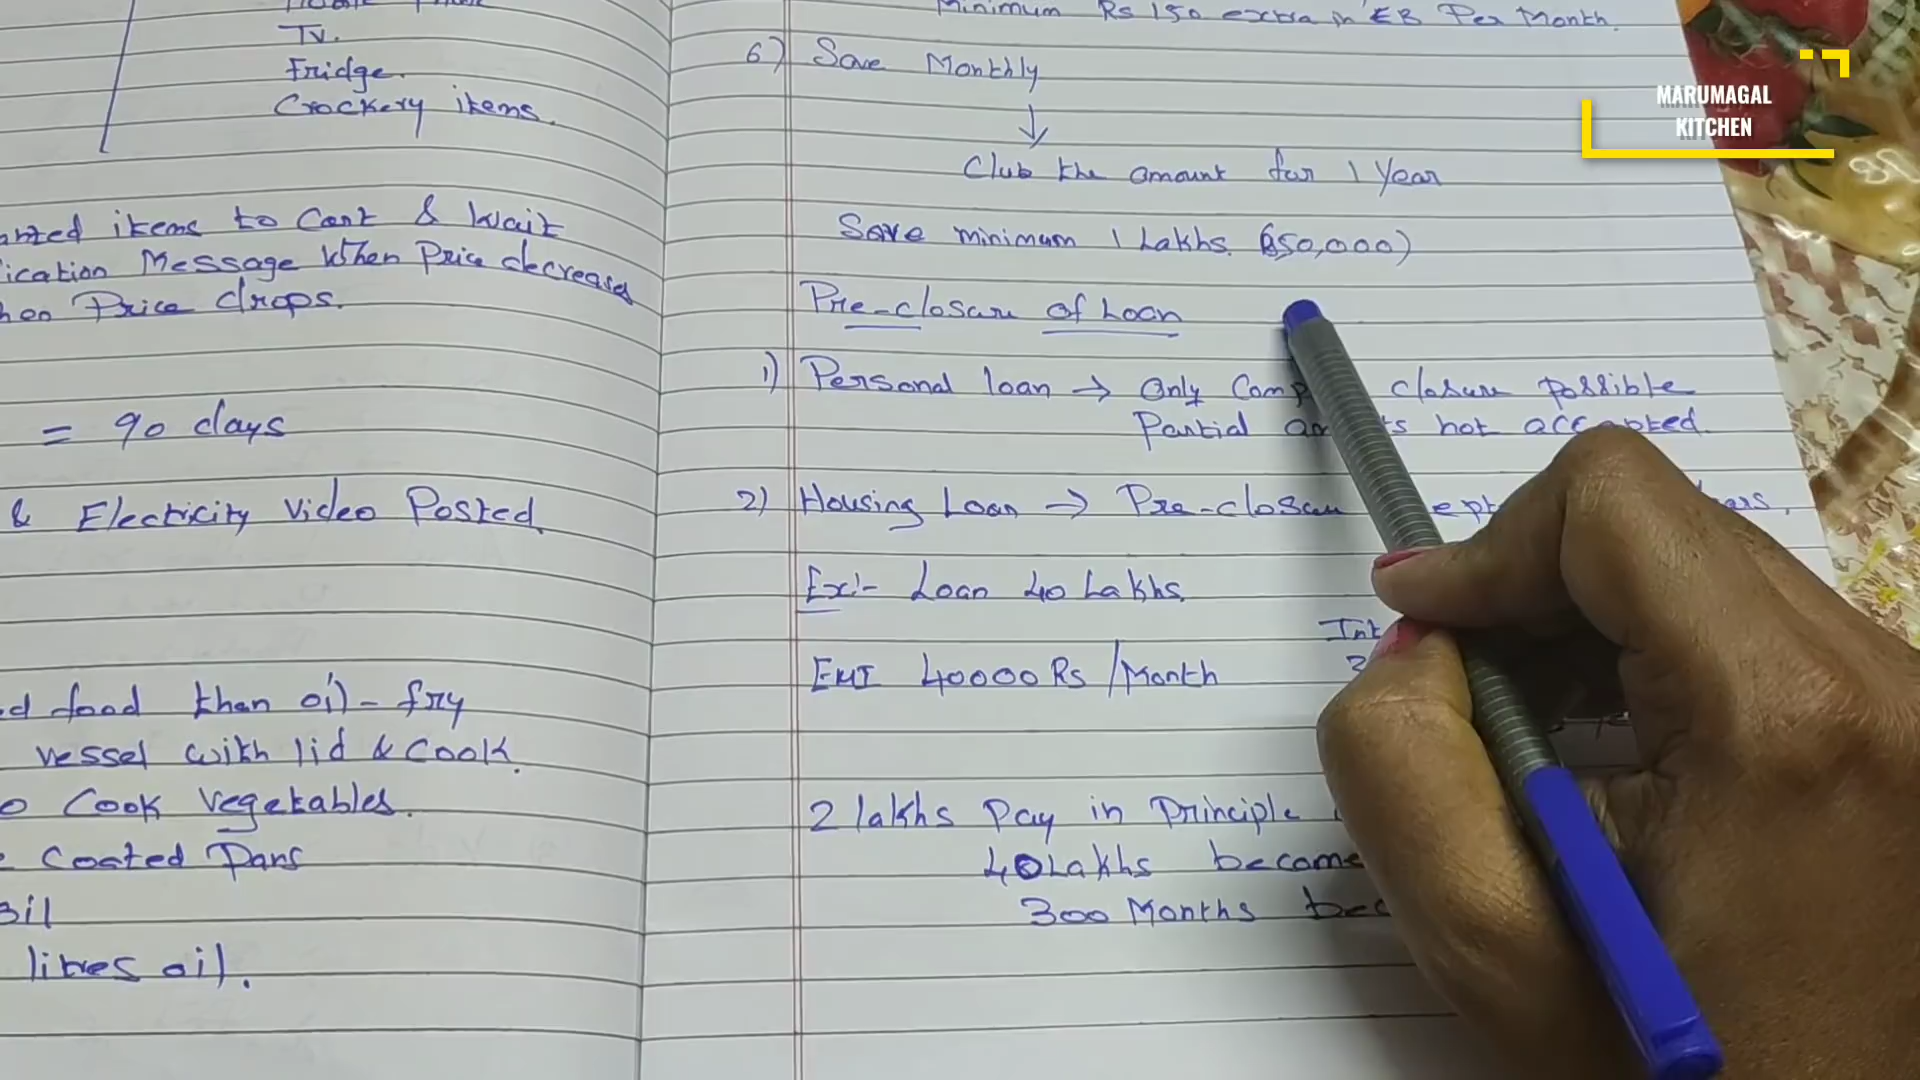 Tv.
Fridge.
Crockery items.
items to Cart & Wait
Message When Price decreases
Price drops.
= 90 days
& Electricity Video Posted.
food than oil-fry
vessel with lid & Cook.
Cook Vegetables.
Coated Pans
litres oil.
Minimum Rs 150 extra in EB Per Month.
6) Save Monthly
↓
Club the amount for 1 Year
Save minimum 1 Lakhs. 50,000)
Pre-closure of Loan
1) Personal loan → Only closure possible
Partial not accepted.
2) Housing Loan → Pre-closure
Ex:- Loan 40 Lakhs.
EMI 40000 Rs /Month
2 lakhs Pay in Principle
40 Lakhs become
300 Months
MARUMAGAL
KITCHEN